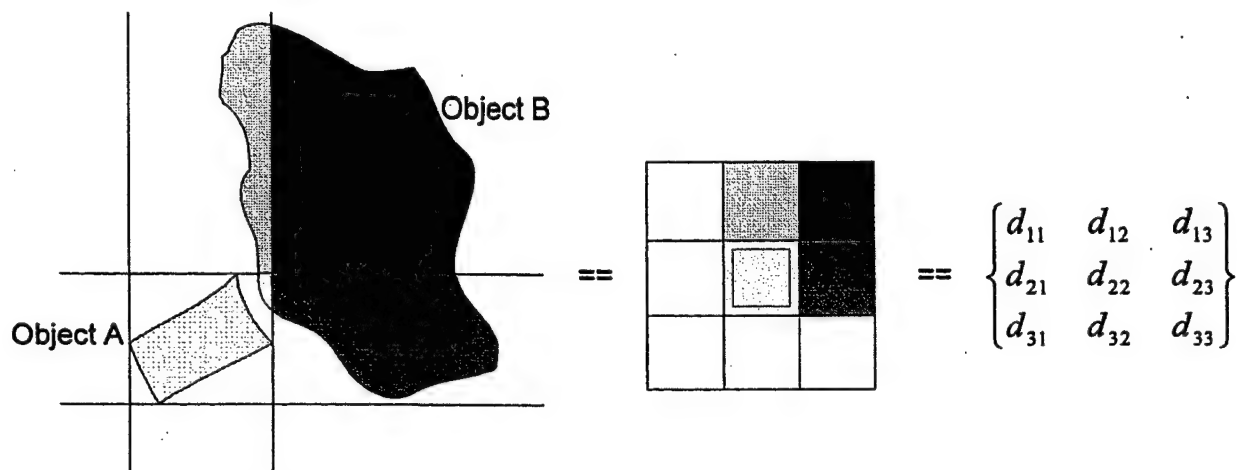 Object B
Object A
== ==
d₁₁ d₁₂ d₁₃
d₂₁ d₂₂ d₂₃
d₃₁ d₃₂ d₃₃